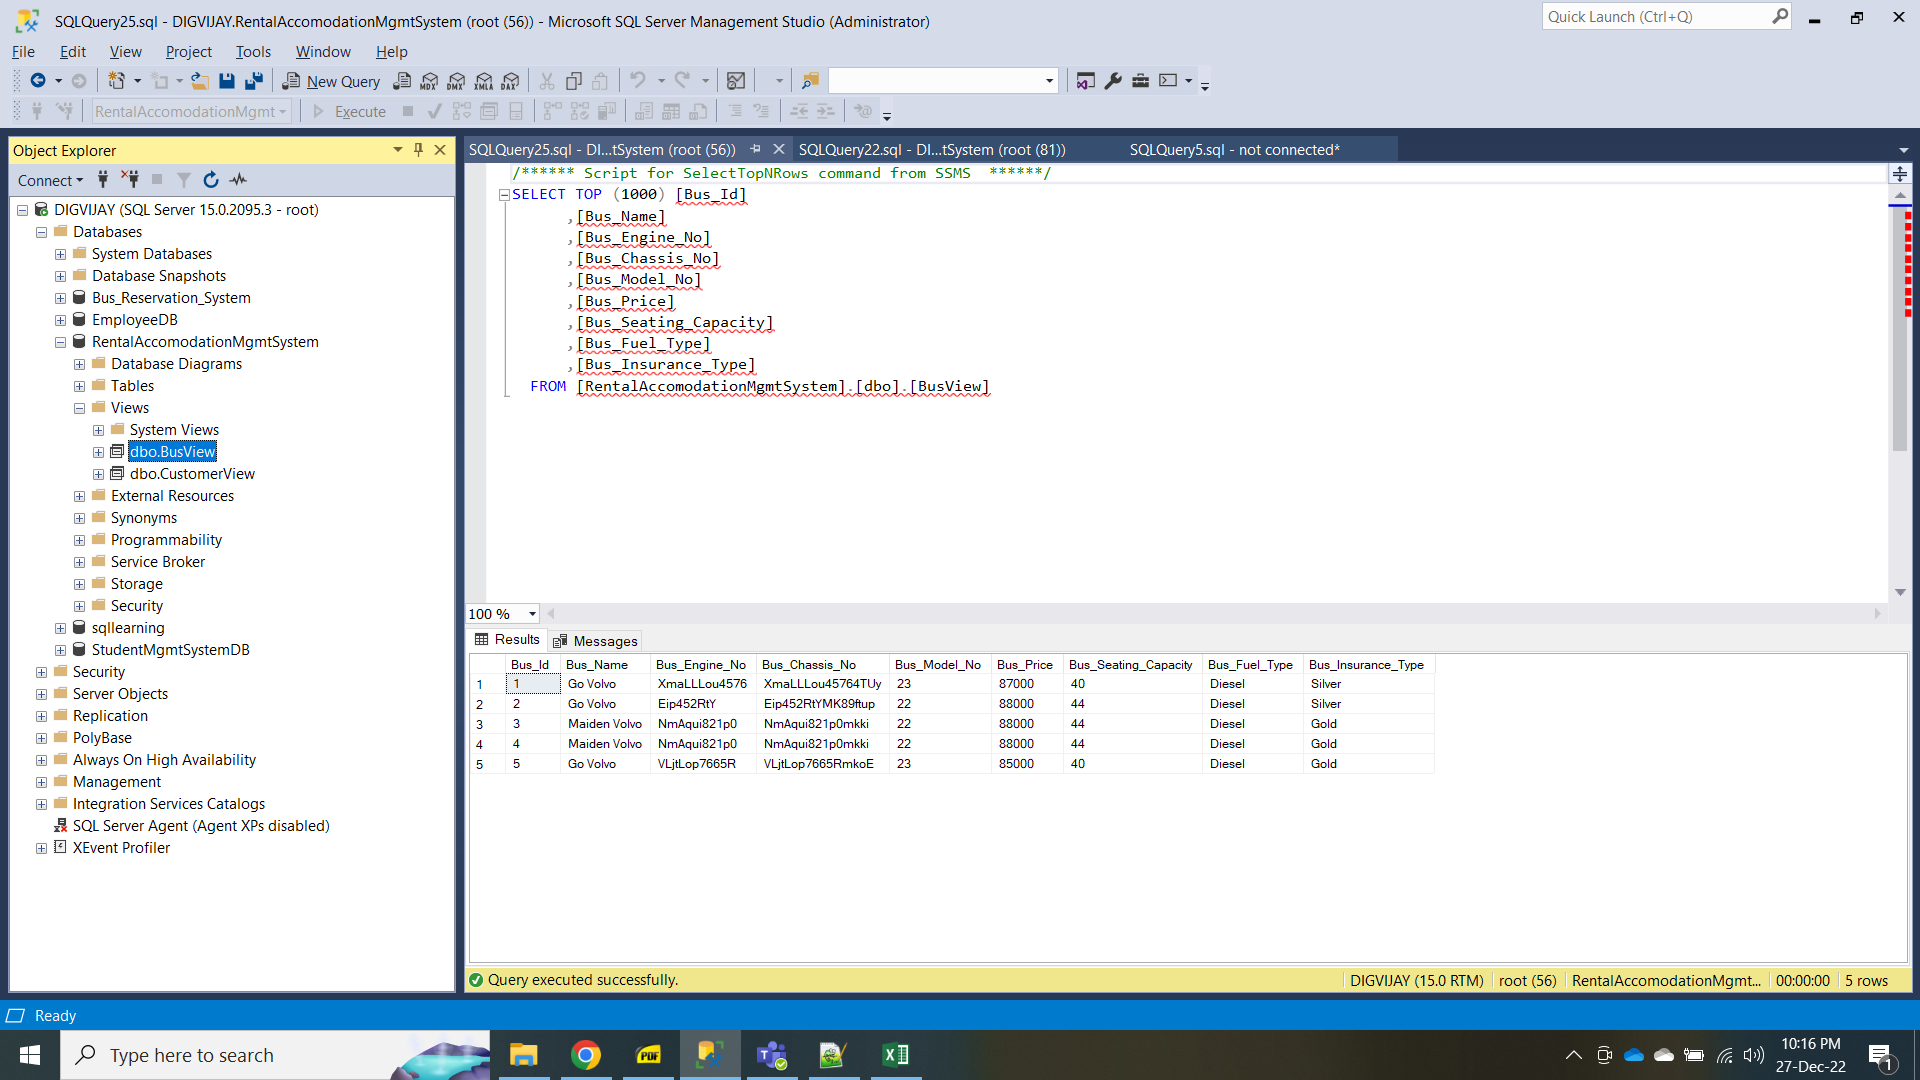 SQLQuery25.sql - DIGVIJAY.RentalAccomodationMgmtSystem (root (56)) - Microsoft SQL Server Management Studio (Administrator)
Quick Launch (Ctrl+Q)
File Edit View Project Tools Window Help
New Query MDX DMX XMLA DAX
RentalAccomodationMgmt Execute
Object Explorer
Connect
DIGVIJAY (SQL Server 15.0.2095.3 - root)
Databases
System Databases
Database Snapshots
Bus_Reservation_System
EmployeeDB
RentalAccomodationMgmtSystem
Database Diagrams
Tables
Views
System Views
dbo.BusView
dbo.CustomerView
External Resources
Synonyms
Programmability
Service Broker
Storage
Security
sqllearning
StudentMgmtSystemDB
Security
Server Objects
Replication
PolyBase
Always On High Availability
Management
Integration Services Catalogs
SQL Server Agent (Agent XPs disabled)
XEvent Profiler
SQLQuery25.sql - DI...tSystem (root (56)) SQLQuery22.sql - DI...tSystem (root (81)) SQLQuery5.sql - not connected*
/****** Script for SelectTopNRows command from SSMS ******/
SELECT TOP (1000) [Bus_Id]
,[Bus_Name]
,[Bus_Engine_No]
,[Bus_Chassis_No]
,[Bus_Model_No]
,[Bus_Price]
,[Bus_Seating_Capacity]
,[Bus_Fuel_Type]
,[Bus_Insurance_Type]
FROM [RentalAccomodationMgmtSystem].[dbo].[BusView]
100 %
Results Messages
Bus_Id Bus_Name Bus_Engine_No Bus_Chassis_No Bus_Model_No Bus_Price Bus_Seating_Capacity Bus_Fuel_Type Bus_Insurance_Type
1 1 Go Volvo XmaLLLou4576 XmaLLLou45764TUy 23 87000 40 Diesel Silver
2 2 Go Volvo Eip452RtY Eip452RtYMK89ftup 22 88000 44 Diesel Silver
3 3 Maiden Volvo NmAqui821p0 NmAqui821p0mkki 22 88000 44 Diesel Gold
4 4 Maiden Volvo NmAqui821p0 NmAqui821p0mkki 22 88000 44 Diesel Gold
5 5 Go Volvo VLjtLop7665R VLjtLop7665RmkoE 23 85000 40 Diesel Gold
Query executed successfully. DIGVIJAY (15.0 RTM) root (56) RentalAccomodationMgmt... 00:00:00 5 rows
Ready
Type here to search
PDF
10:16 PM
27-Dec-22
1